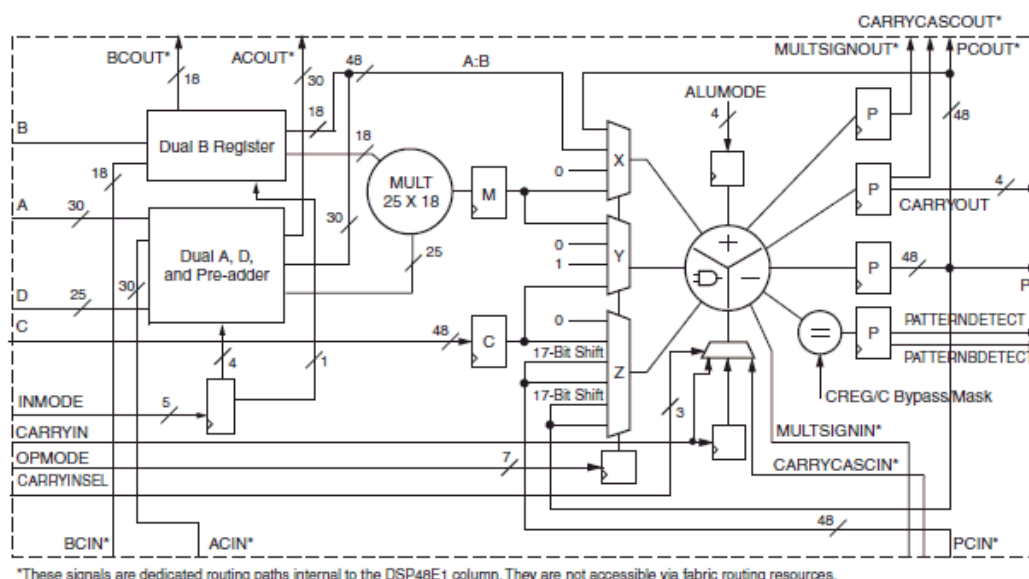 CARRYCASCOUT*
BCOUT* ACOUT* MULTSIGNOUT* PCOUT*
18 30 48 A:B
ALUMODE
4
B 18 18 P 48
Dual B Register
0 X
18 MULT 25 X 18 M P 4
CARRYOUT
A 30 30
Dual A, D, and Pre-adder
25 0 Y 1
P 48 P
D 25 30
C 48 C 0
= P PATTERNDETECT
PATTERNBDETECT
17-Bit Shift Z
17-Bit Shift
4 1 3
CREG/C Bypass/Mask
INMODE 5
CARRYIN MULTSIGNIN*
OPMODE 7
CARRYCASCIN*
CARRYINSEL
48
BCIN* ACIN* PCIN*
*These signals are dedicated routing paths internal to the DSP48E1 column. They are not accessible via fabric routing resources.